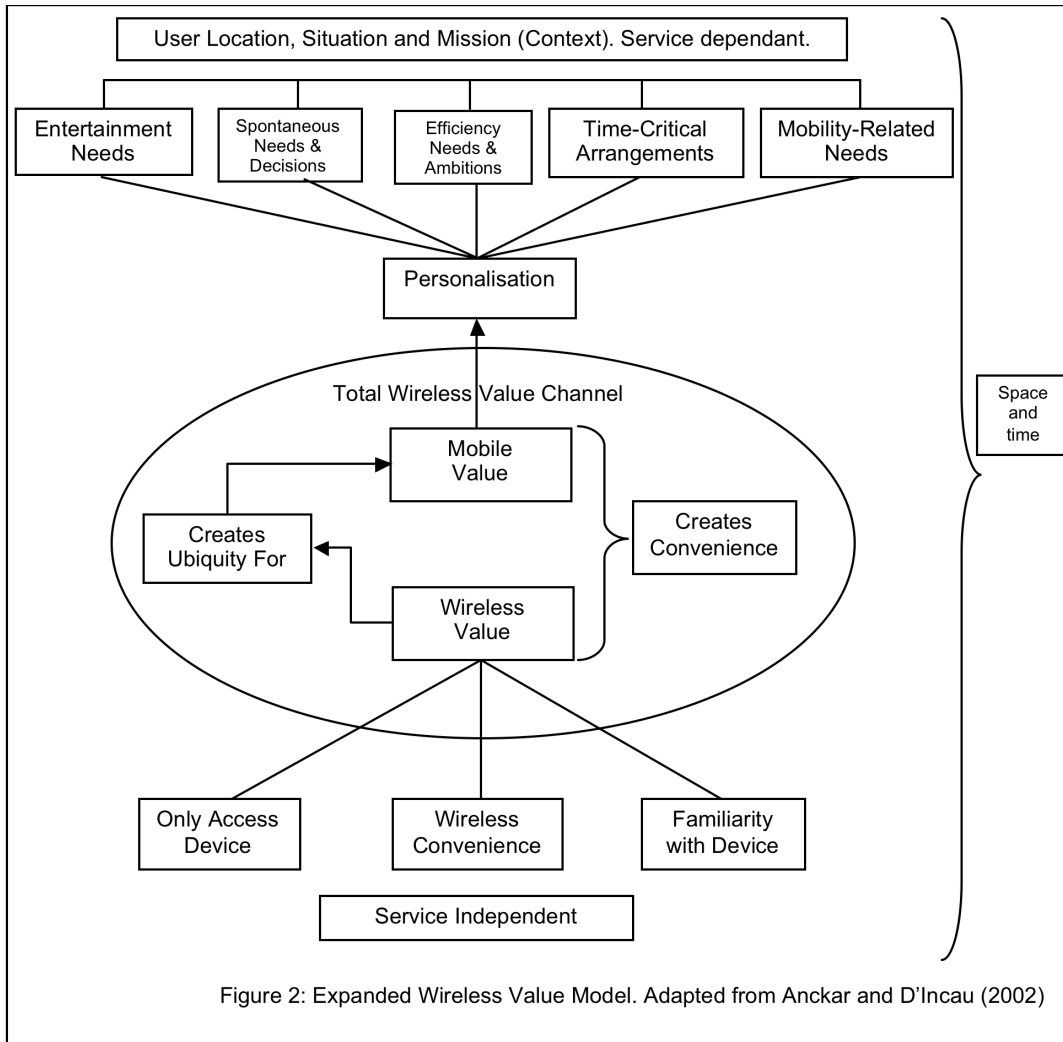 User Location, Situation and Mission (Context). Service dependant.
Entertainment
Needs
Spontaneous
Needs &
Decisions
Efficiency
Needs &
Ambitions
Time-Critical
Arrangements
Mobility-Related
Needs
Personalisation
Total Wireless Value Channel
Space
and
time
Mobile
Value
Creates
Ubiquity For
Creates
Convenience
Wireless
Value
Only Access
Device
Wireless
Convenience
Familiarity
with Device
Service Independent
Figure 2: Expanded Wireless Value Model. Adapted from Anckar and D'Incau (2002)